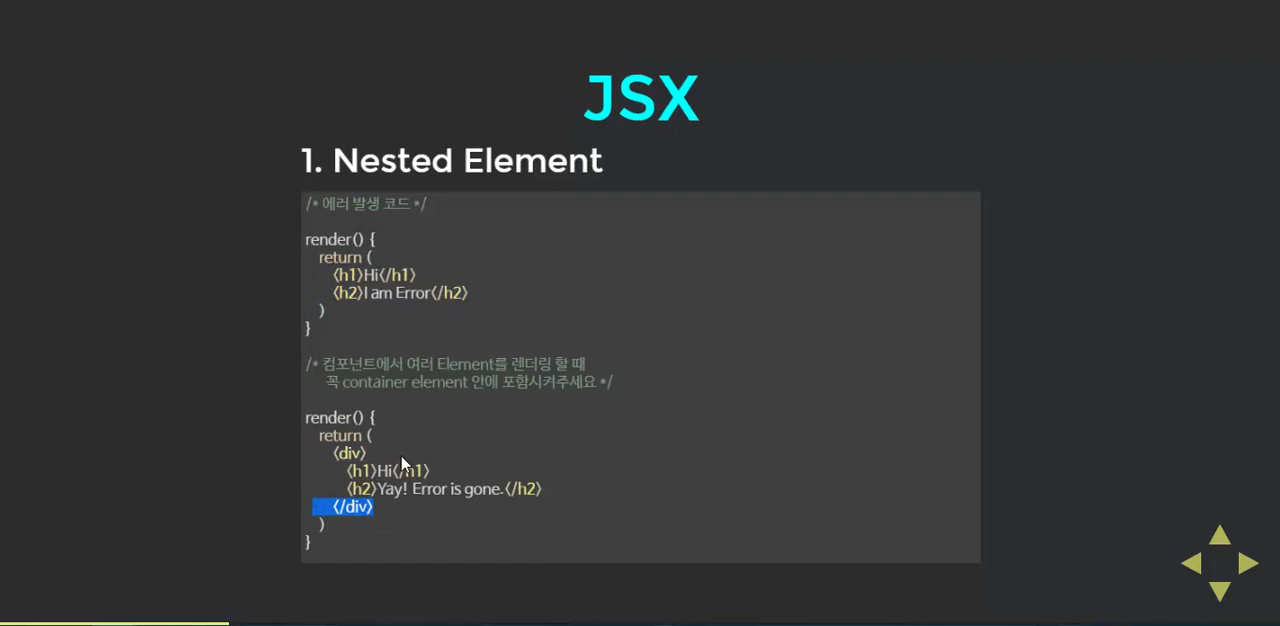 JSX
1. Nested Element
/* 에러 발생 코드 */
render() {
return (
<h1>Hi</h1>
<h2>I am Error</h2>
)
}
/* 컴포넌트에서 여러 Element를 렌더링 할 때
꼭 container element 안에 포함시켜주세요 */
render() {
return (
<div>
<h1>Hi</h1>
<h2>Yay! Error is gone.</h2>
</div>
)
}